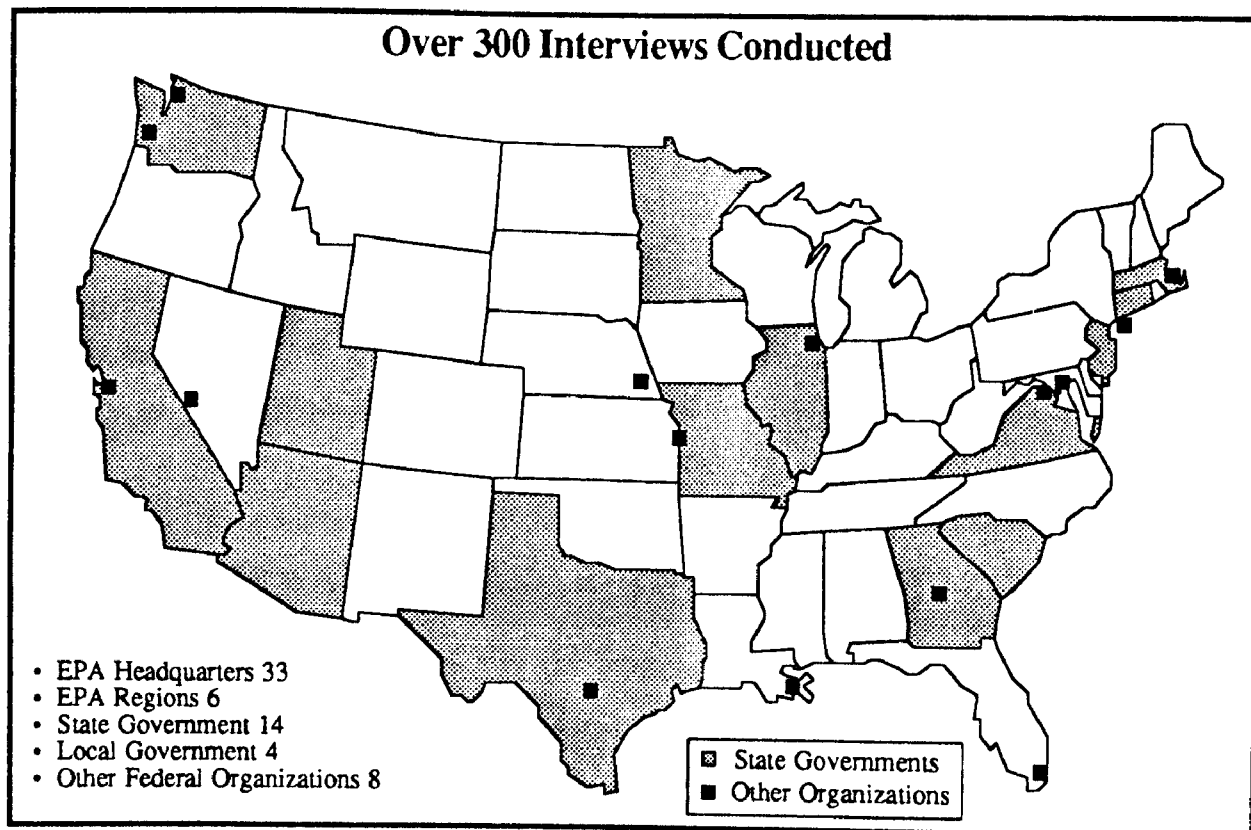 Over 300 Interviews Conducted
• EPA Headquarters 33
• EPA Regions 6
• State Government 14
• Local Government 4
• Other Federal Organizations 8
State Governments
Other Organizations